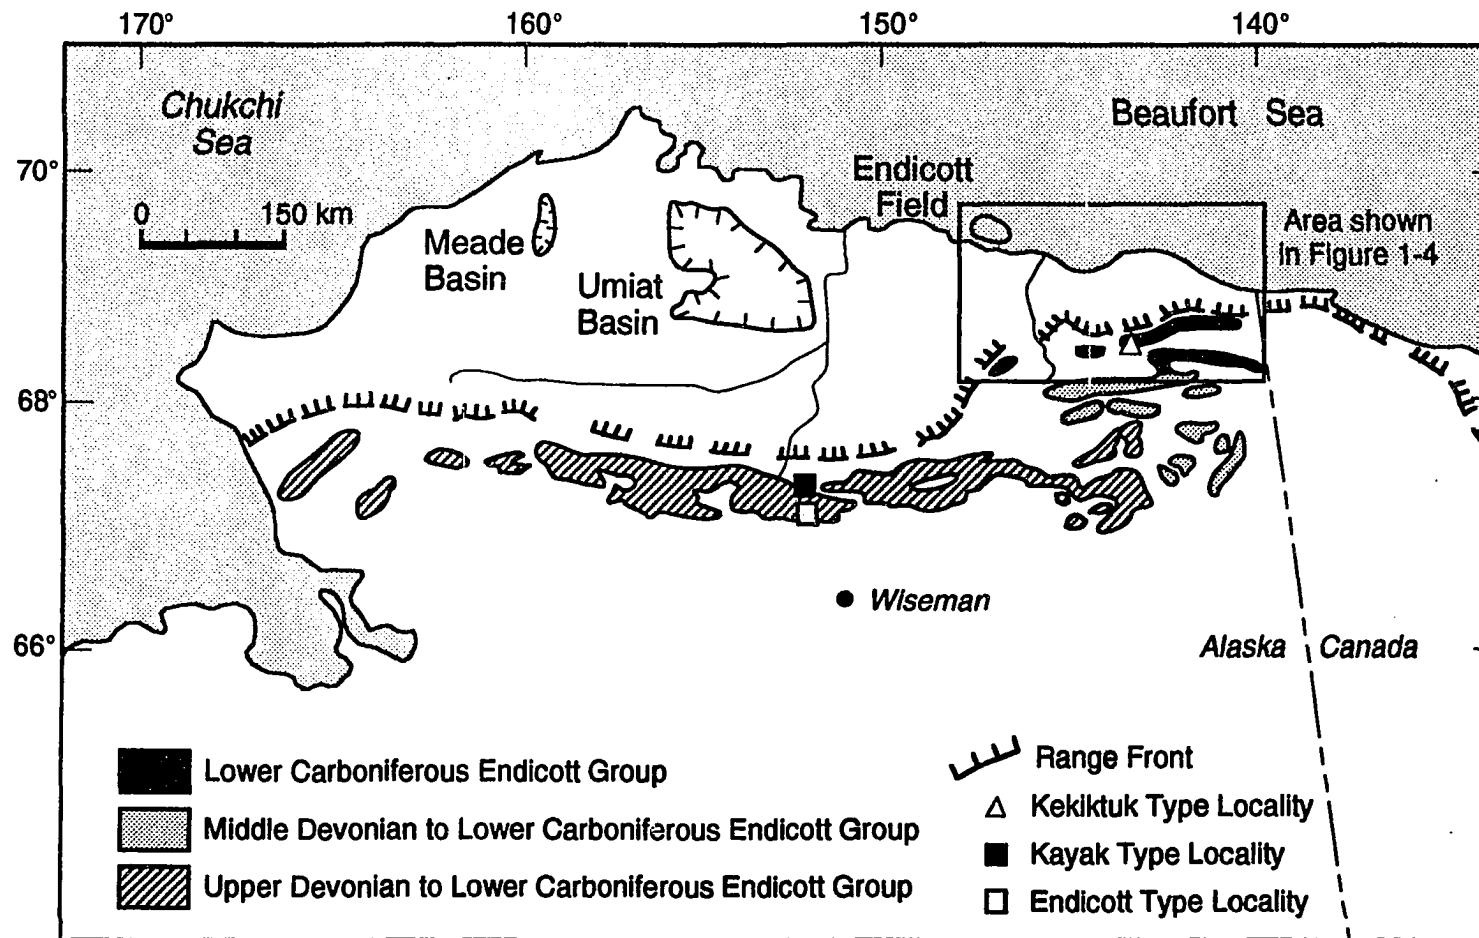 170° 160° 150° 140°
Chukchi
Sea
Beaufort Sea
70°
Endicott
Field
0 150 km
Area shown
in Figure 1-4
Meade
Basin
Umiat
Basin
68°
Wiseman
66°
Alaska Canada
Lower Carboniferous Endicott Group
Middle Devonian to Lower Carboniferous Endicott Group
Upper Devonian to Lower Carboniferous Endicott Group
Range Front
Kekiktuk Type Locality
Kayak Type Locality
Endicott Type Locality